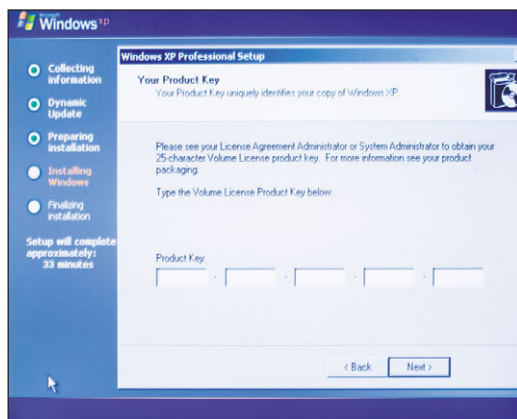 Microsoft
Windows xp
Collecting
information
Dynamic
Update
Preparing
installation
Installing
Windows
Finalizing
installation
Setup will complete
approximately:
33 minutes
Windows XP Professional Setup
Your Product Key
Your Product Key uniquely identifies your copy of Windows XP.
Please see your License Agreement Administrator or System Administrator to obtain your
25-character Volume License product key. For more information see your product
packaging.
Type the Volume License Product Key below:
Product Key:
- - - -
< Back
Next >